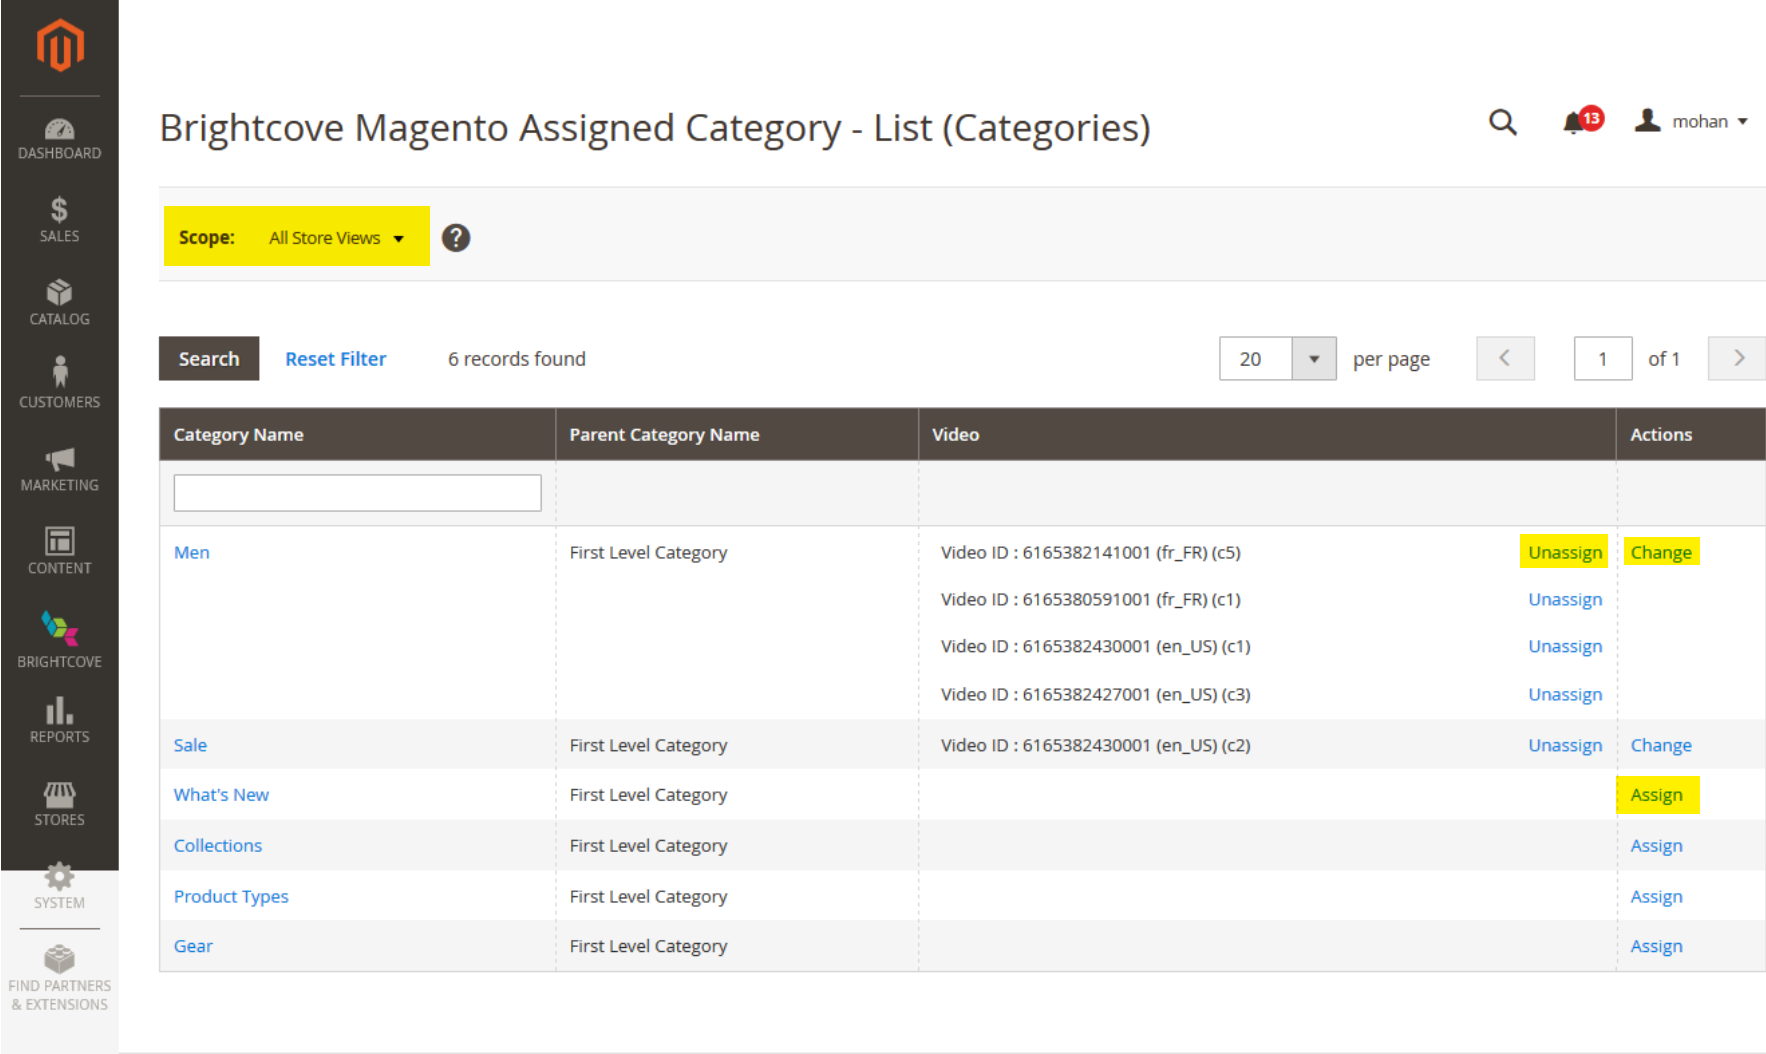 Brightcove Magento Assigned Category - List (Categories)
13
mohan
DASHBOARD
SALES
CATALOG
CUSTOMERS
MARKETING
CONTENT
BRIGHTCOVE
REPORTS
STORES
SYSTEM
FIND PARTNERS
& EXTENSIONS
Scope: All Store Views ?
Search Reset Filter 6 records found 20 per page 1 of 1
Category Name Parent Category Name Video Actions
Men First Level Category Video ID : 6165382141001 (fr_FR) (c5) Unassign Change
Video ID : 6165380591001 (fr_FR) (c1) Unassign
Video ID : 6165382430001 (en_US) (c1) Unassign
Video ID : 6165382427001 (en_US) (c3) Unassign
Sale First Level Category Video ID : 6165382430001 (en_US) (c2) Unassign Change
What's New First Level Category Assign
Collections First Level Category Assign
Product Types First Level Category Assign
Gear First Level Category Assign